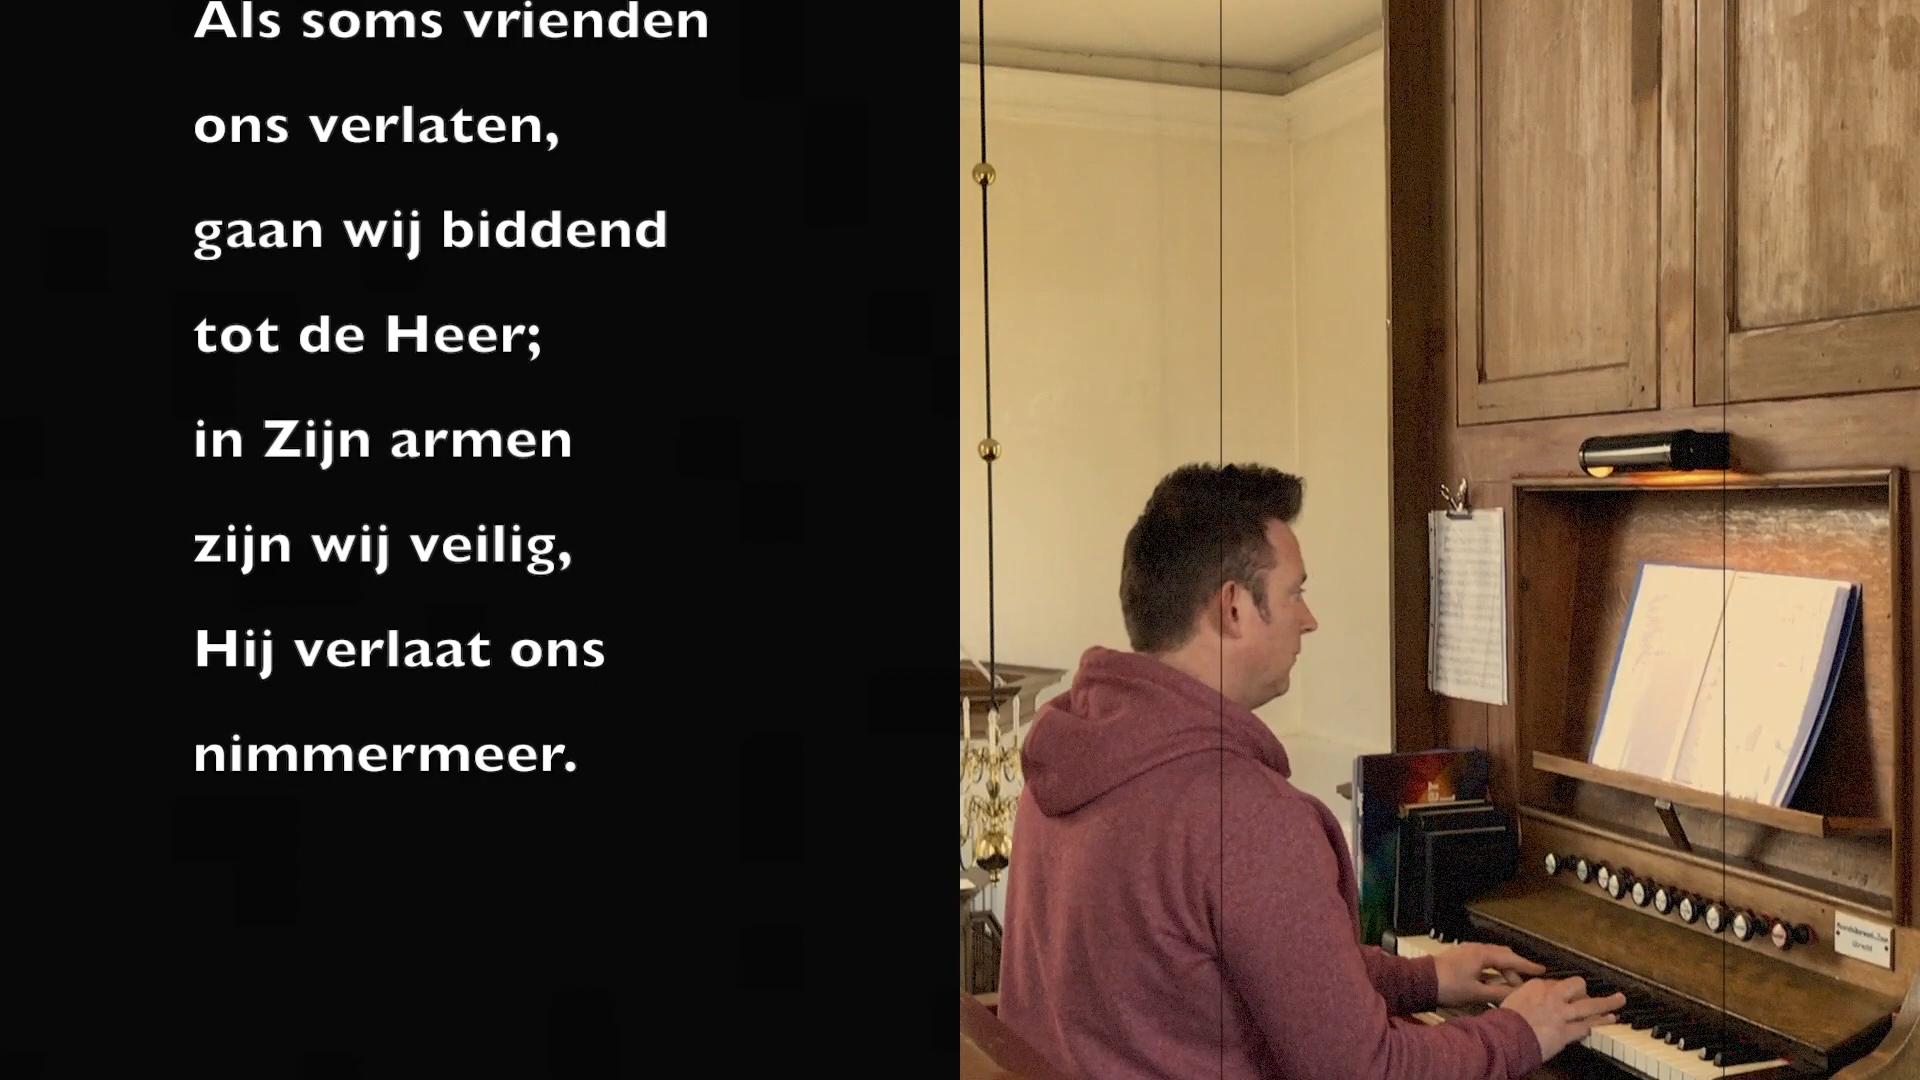 Als soms vrienden
ons verlaten,
gaan wij biddend
tot de Heer;
in Zijn armen
zijn wij veilig,
Hij verlaat ons
nimmermeer.